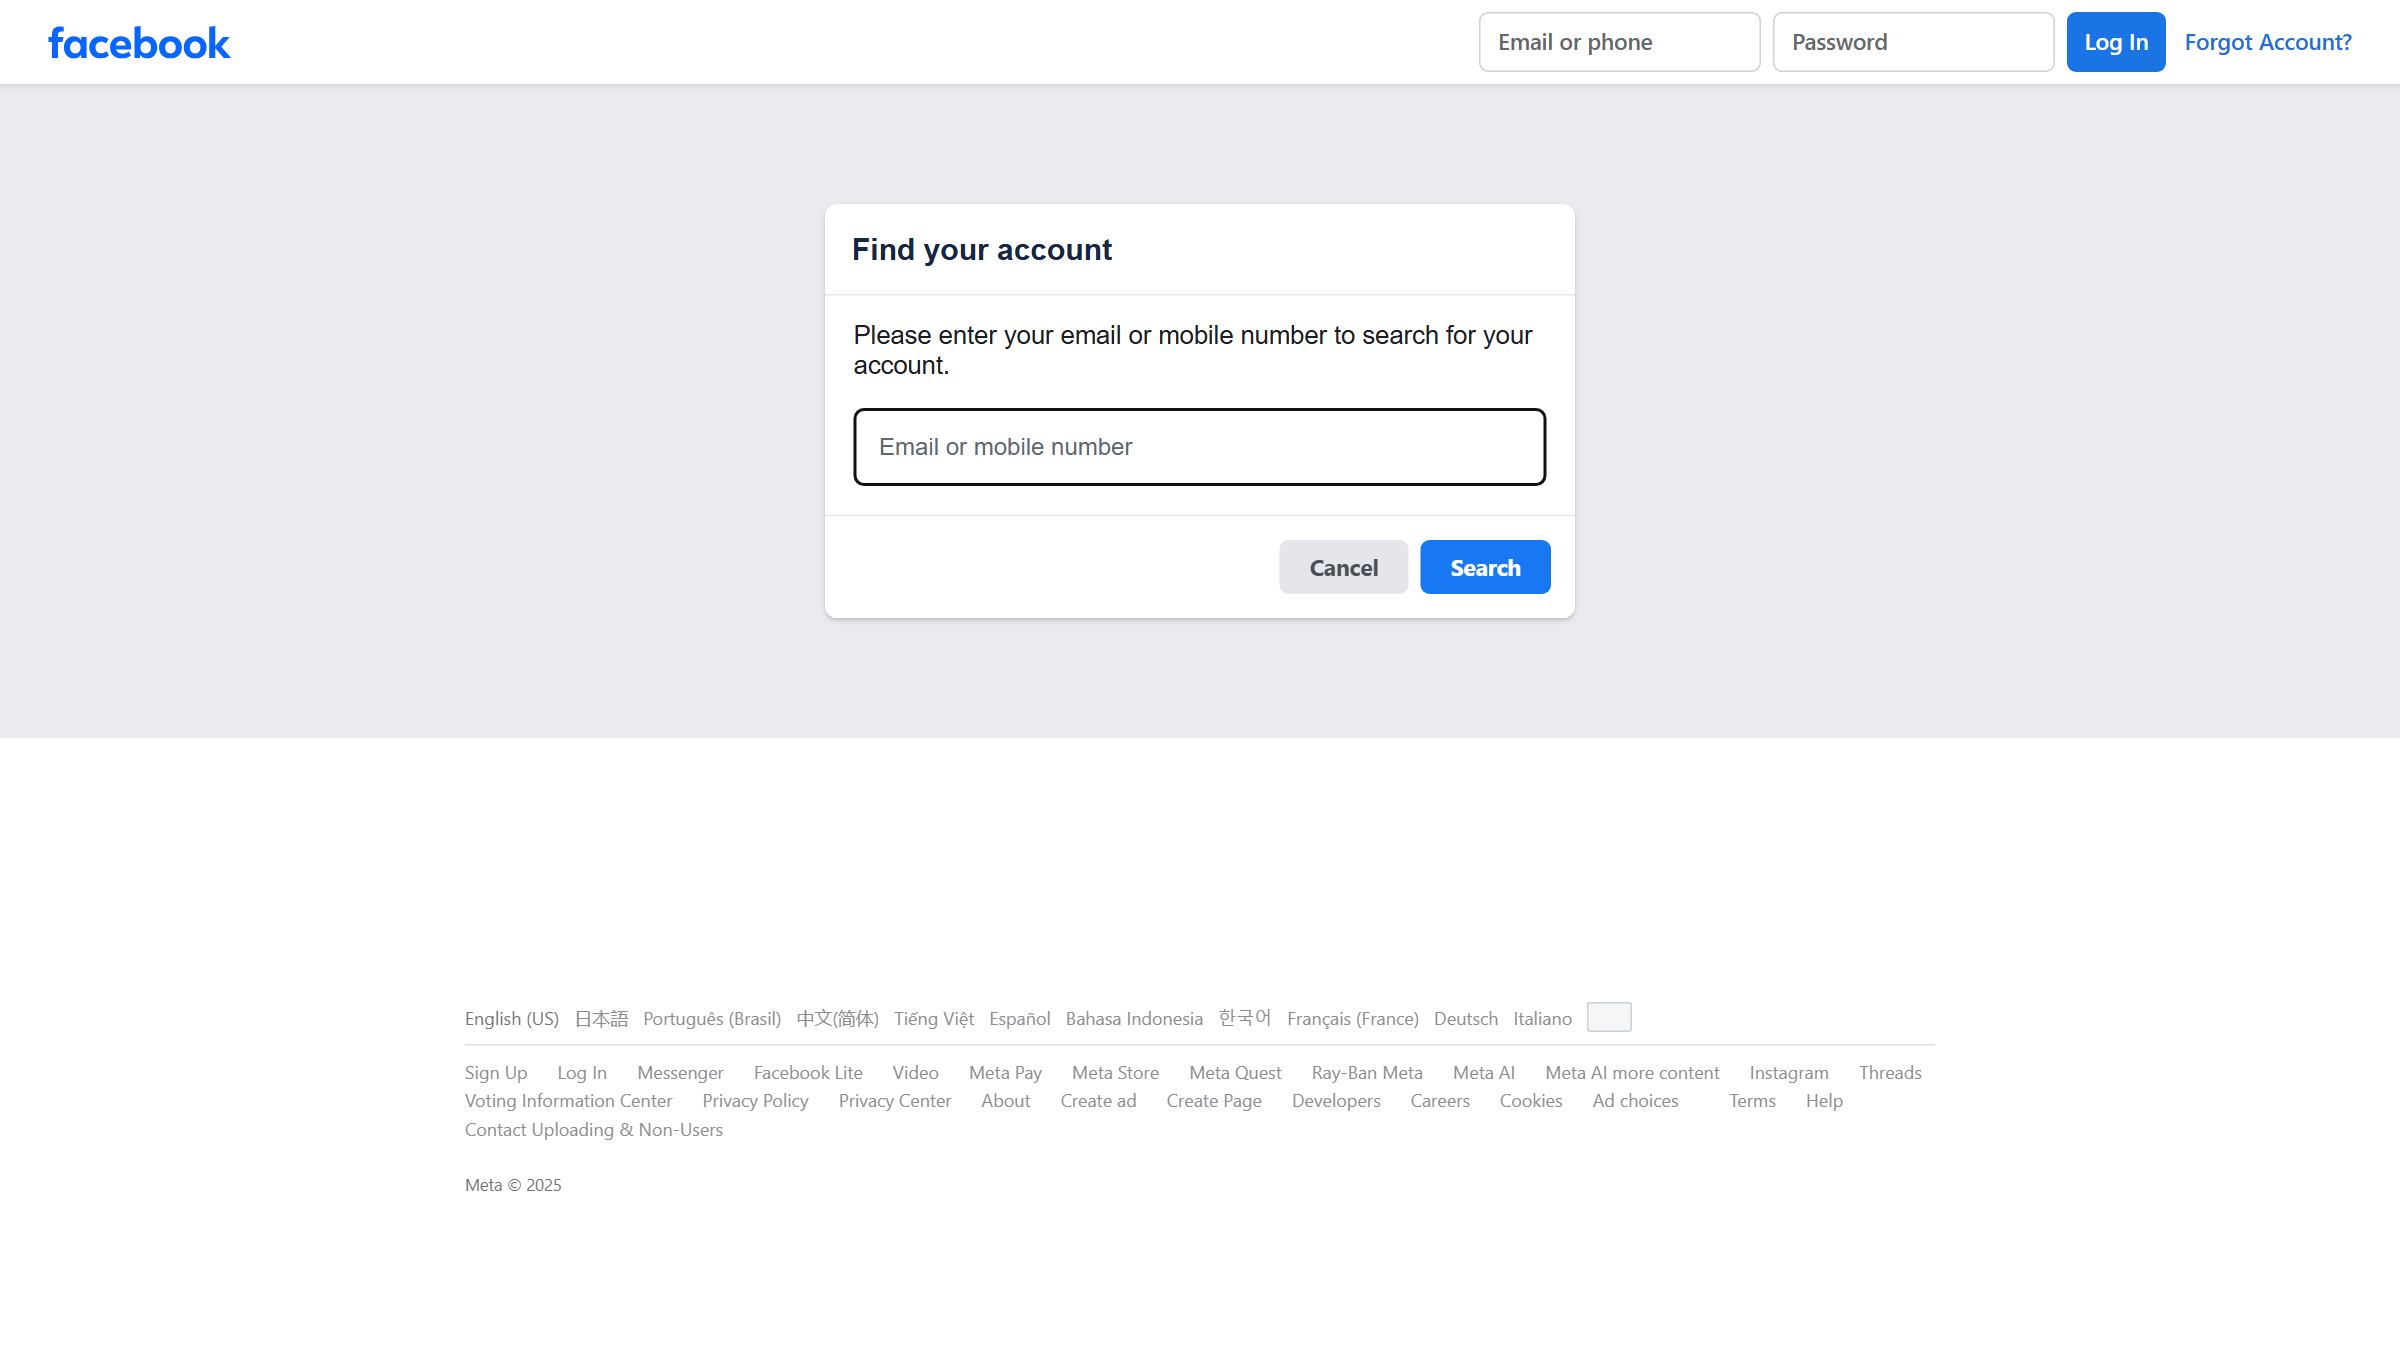 facebook
Email or phone Password Log In Forgot Account?
Find your account
Please enter your email or mobile number to search for your
account.
Email or mobile number
Cancel Search
English (US) 日本語 Português (Brasil) 中文(简体) Tiếng Việt Español Bahasa Indonesia 한국어 Français (France) Deutsch Italiano
Sign Up Log In Messenger Facebook Lite Video Meta Pay Meta Store Meta Quest Ray-Ban Meta Meta AI Meta AI more content Instagram Threads
Voting Information Center Privacy Policy Privacy Center About Create ad Create Page Developers Careers Cookies Ad choices Terms Help
Contact Uploading & Non-Users
Meta © 2025